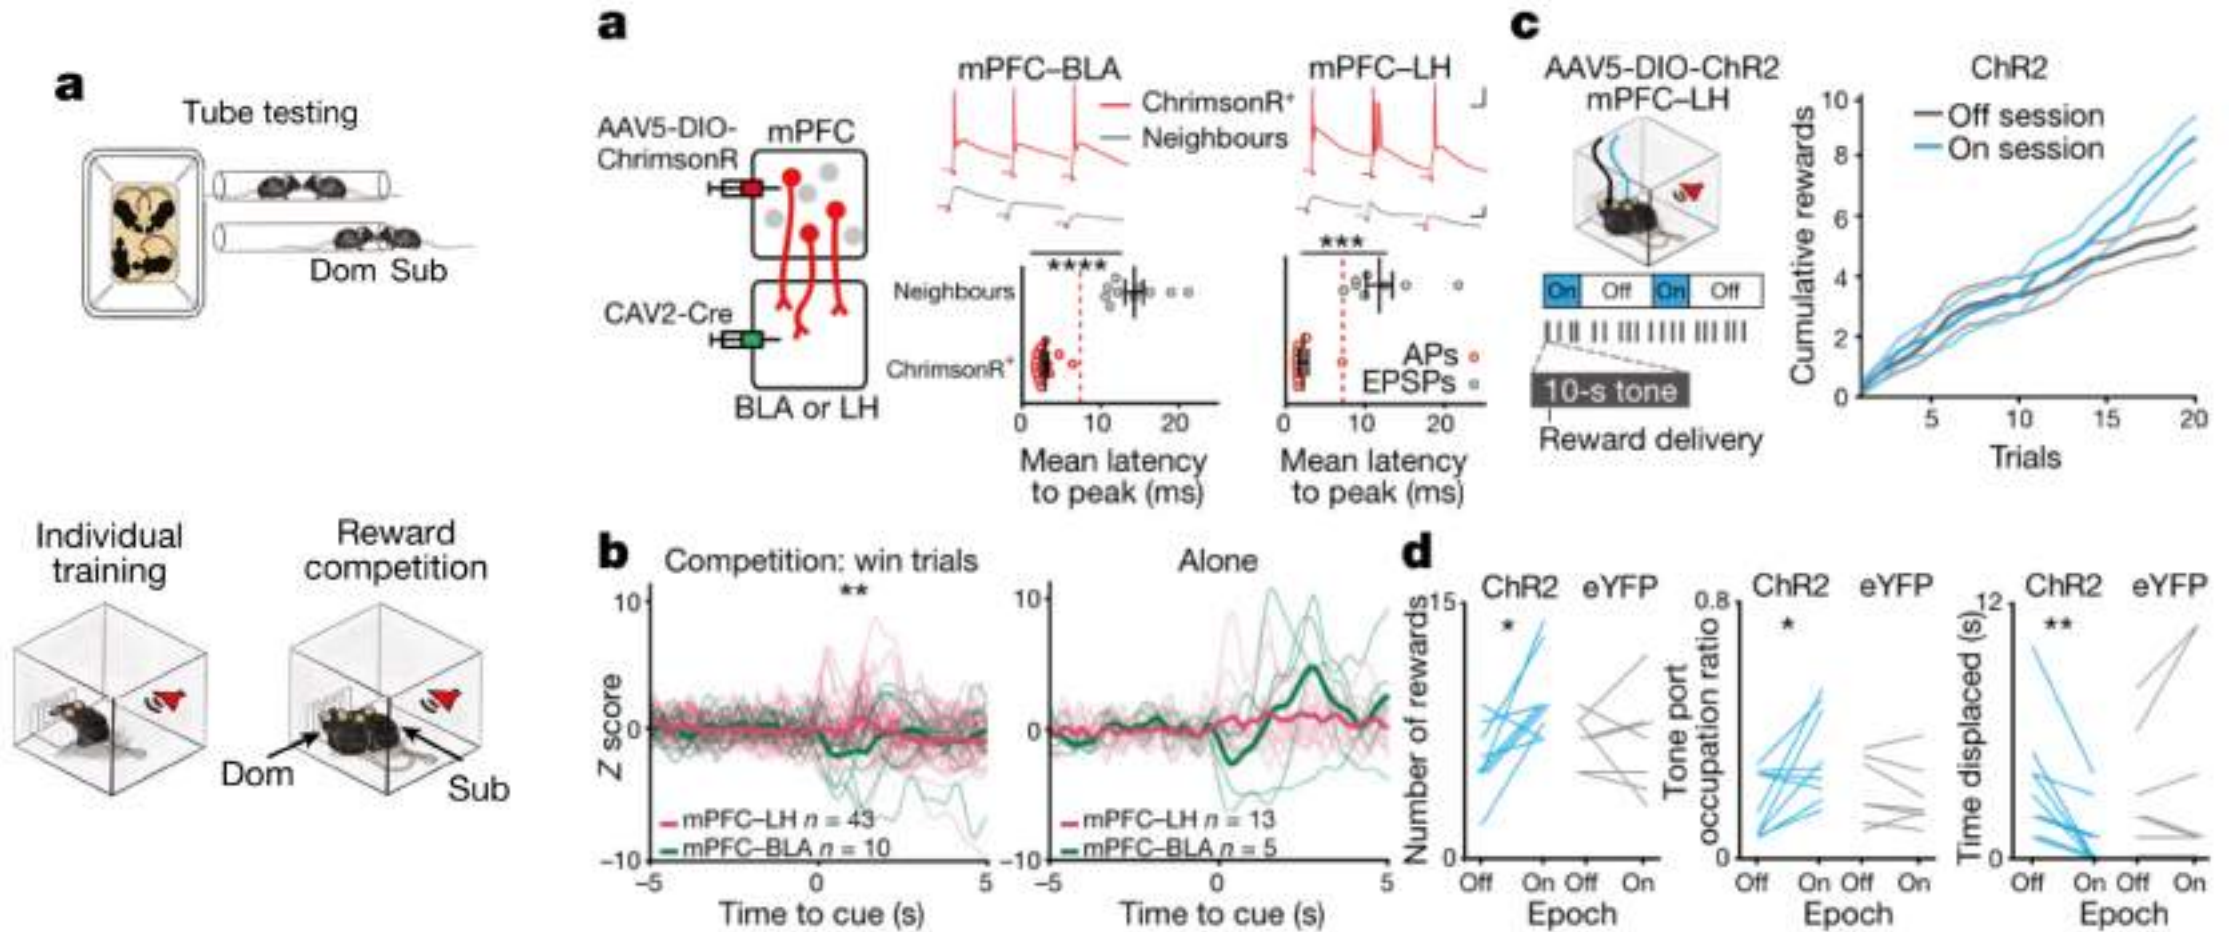 a
Tube testing
Dom Sub
Individual
training
Reward
competition
Dom
Sub
a
AAV5-DIO-
ChrimsonR
mPFC
CAV2-Cre
BLA or LH
mPFC–BLA
mPFC–LH
ChrimsonR+
Neighbours
****
***
Neighbours
ChrimsonR+
APs
EPSPs
0 10 20
0 10 20
Mean latency
to peak (ms)
Mean latency
to peak (ms)
b
Competition: win trials
**
Alone
Z score
10
0
–10
10
0
–10
mPFC–LH n = 43
mPFC–BLA n = 10
mPFC–LH n = 13
mPFC–BLA n = 5
–5 0 5
–5 0 5
Time to cue (s)
Time to cue (s)
c
AAV5-DIO-ChR2
mPFC–LH
On Off On Off
10-s tone
Reward delivery
ChR2
Off session
On session
Cumulative rewards
10
8
6
4
2
0
5 10 15 20
Trials
d
ChR2 eYFP
*
Number of rewards
15
0
Off On Off On
Epoch
ChR2 eYFP
*
Tone port
occupation ratio
0.8
0
Off On Off On
Epoch
ChR2 eYFP
**
Time displaced (s)
12
0
Off On Off On
Epoch